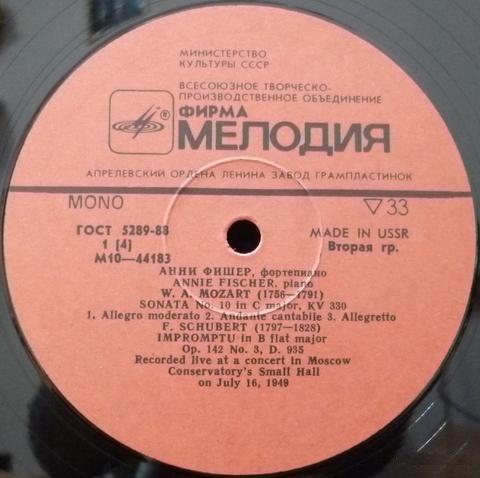 МИНИСТЕРСТВО
КУЛЬТУРЫ СССР
ВСЕСОЮЗНОЕ ТВОРЧЕСКО-
ПРОИЗВОДСТВЕННОЕ ОБЪЕДИНЕНИЕ
®
ФИРМА
МЕЛОДИЯ
АПРЕЛЕВСКИЙ ОРДЕНА ЛЕНИНА ЗАВОД ГРАМПЛАСТИНОК
MONO ▽ 33
ГОСТ 5289-88 MADE IN USSR
1 [4] Вторая гр.
М10—44183
АННИ ФИШЕР, фортепиано
ANNIE FISCHER, piano
W. A. MOZART (1756—1791)
SONATA No. 10 in C major, KV 330
1. Allegro moderato 2. Andante cantabile 3. Allegretto
F. SCHUBERT (1797—1828)
IMPROMPTU in B flat major
Op. 142 No. 3, D. 935
Recorded live at a concert in Moscow
Conservatory's Small Hall
on July 16, 1949